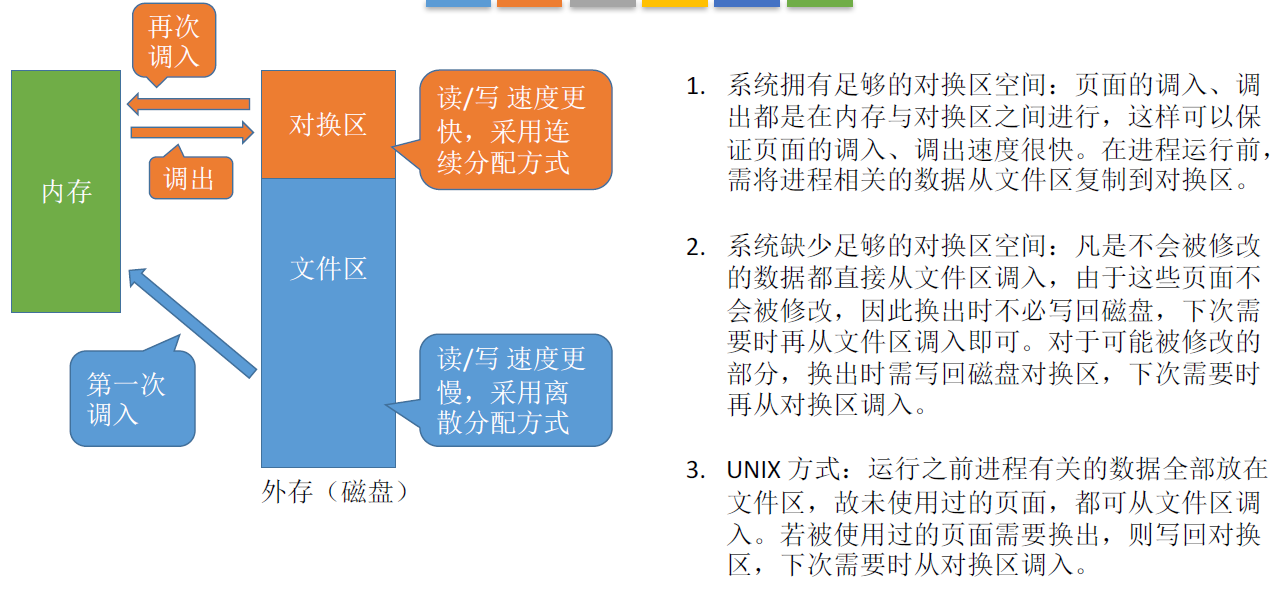 再次
调入
内存
调出
对换区
读/写 速度更
快，采用连
续分配方式
文件区
第一次
调入
读/写 速度更
慢，采用离
散分配方式
外存（磁盘）
1. 系统拥有足够的对换区空间：页面的调入、调
出都是在内存与对换区之间进行，这样可以保
证页面的调入、调出速度很快。在进程运行前，
需将进程相关的数据从文件区复制到对换区。
2. 系统缺少足够的对换区空间：凡是不会被修改
的数据都直接从文件区调入，由于这些页面不
会被修改，因此换出时不必写回磁盘，下次需
要时再从文件区调入即可。对于可能被修改的
部分，换出时需写回磁盘对换区，下次需要时
再从对换区调入。
3. UNIX 方式：运行之前进程有关的数据全部放在
文件区，故未使用过的页面，都可从文件区调
入。若被使用过的页面需要换出，则写回对换
区，下次需要时从对换区调入。